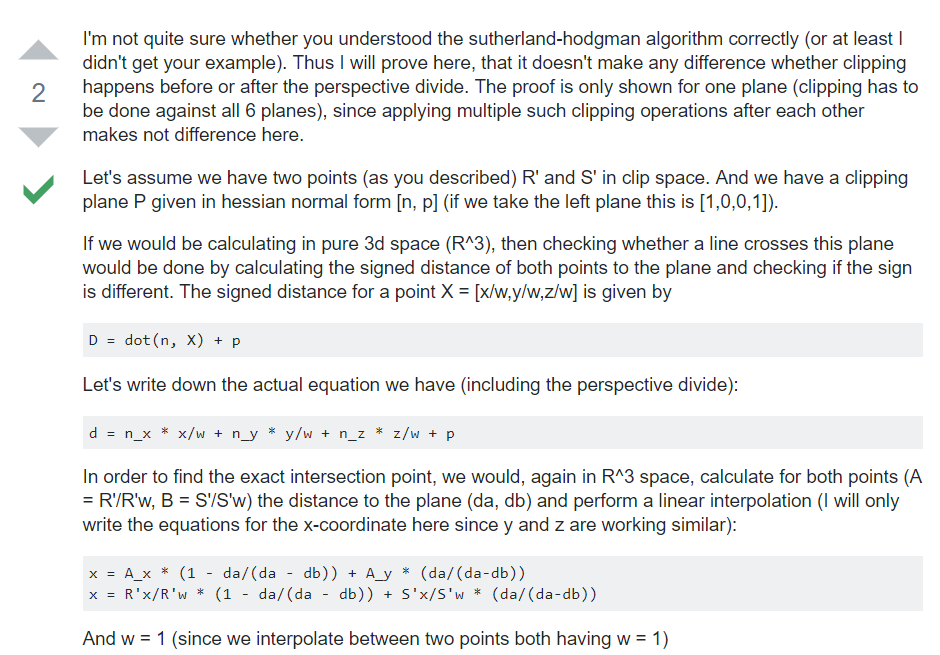 I'm not quite sure whether you understood the sutherland-hodgman algorithm correctly (or at least I
didn't get your example). Thus I will prove here, that it doesn't make any difference whether clipping
2
happens before or after the perspective divide. The proof is only shown for one plane (clipping has to
be done against all 6 planes), since applying multiple such clipping operations after each other
makes not difference here.
Let's assume we have two points (as you described) R' and S' in clip space. And we have a clipping
plane P given in hessian normal form [n, p] (if we take the left plane this is [1,0,0,1]).
If we would be calculating in pure 3d space (R^3), then checking whether a line crosses this plane
would be done by calculating the signed distance of both points to the plane and checking if the sign
is different. The signed distance for a point X = [x/w,y/w,z/w] is given by
D = dot(n, X) + p
Let's write down the actual equation we have (including the perspective divide):
d = n_x * x/w + n_y * y/w + n_z * z/w + p
In order to find the exact intersection point, we would, again in R^3 space, calculate for both points (A
= R'/R'w, B = S'/S'w) the distance to the plane (da, db) and perform a linear interpolation (I will only
write the equations for the x-coordinate here since y and z are working similar):
x = A_x * (1 - da/(da - db)) + A_y * (da/(da-db))
x = R'x/R'w * (1 - da/(da - db)) + S'x/S'w * (da/(da-db))
And w = 1 (since we interpolate between two points both having w = 1)